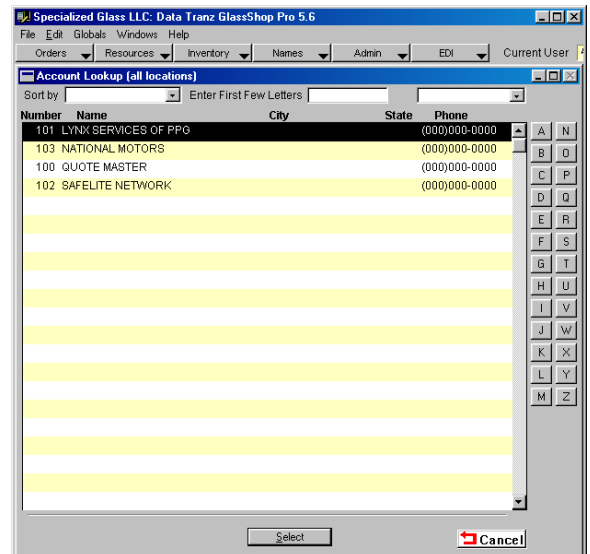 Specialized Glass LLC: Data Tranz GlassShop Pro 5.6
File Edit Globals Windows Help
Orders Resources Inventory Names Admin EDI Current User
Account Lookup (all locations)
Sort by Enter First Few Letters
Number Name City State Phone
101 LYNX SERVICES OF PPG (000)000-0000
103 NATIONAL MOTORS (000)000-0000
100 QUOTE MASTER (000)000-0000
102 SAFELITE NETWORK (000)000-0000
A N
B O
C P
D Q
E R
F S
G T
H U
I V
J W
K X
L Y
M Z
Select Cancel